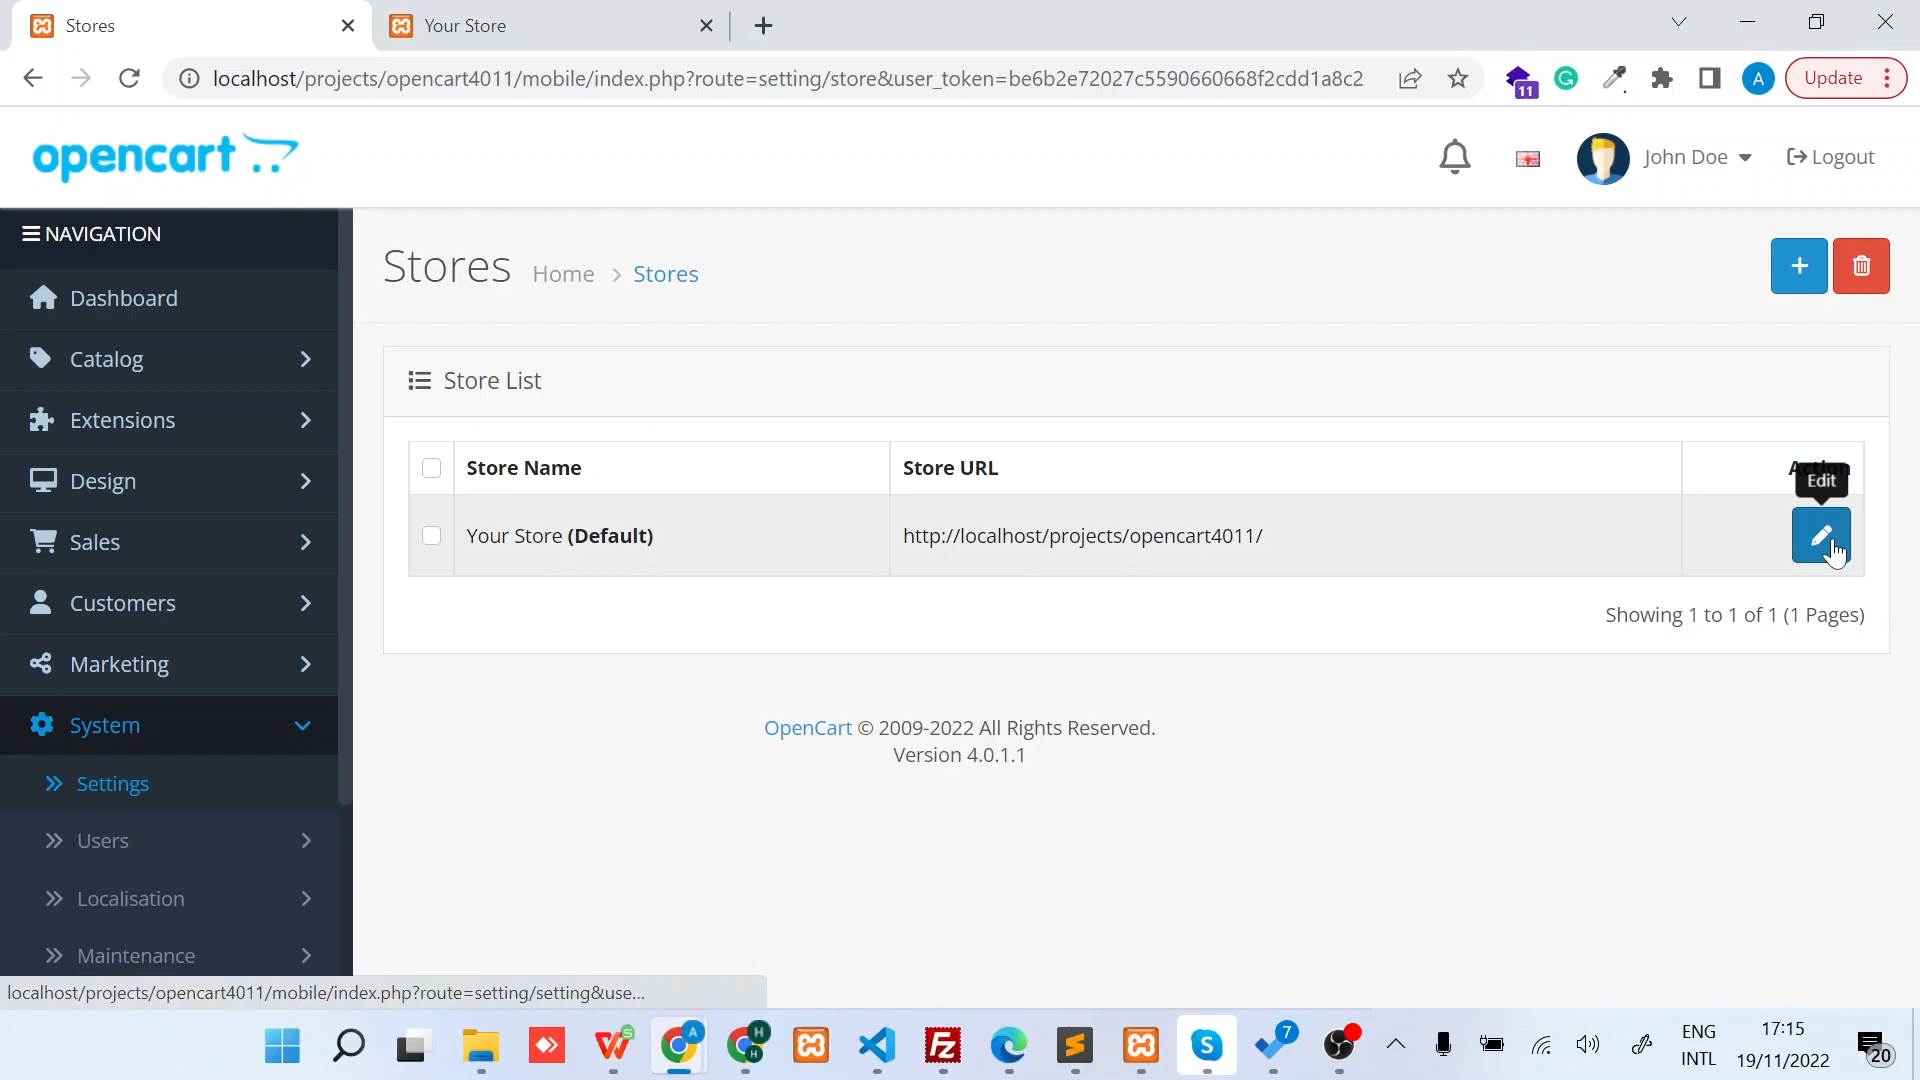 Stores
Your Store
localhost/projects/opencart4011/mobile/index.php?route=setting/store&user_token=be6b2e72027c5590660668f2cdd1a8c2
11
A
Update
opencart
John Doe
Logout
NAVIGATION
Stores
Home > Stores
Dashboard
Catalog
Store List
Extensions
Store Name
Store URL
Action
Edit
Design
Your Store (Default)
http://localhost/projects/opencart4011/
Sales
Customers
Showing 1 to 1 of 1 (1 Pages)
Marketing
System
OpenCart © 2009-2022 All Rights Reserved.
Version 4.0.1.1
Settings
Users
Localisation
Maintenance
localhost/projects/opencart4011/mobile/index.php?route=setting/setting&use...
S
A
H
H
FZ
S
S
7
ENG
INTL
17:15
19/11/2022
20